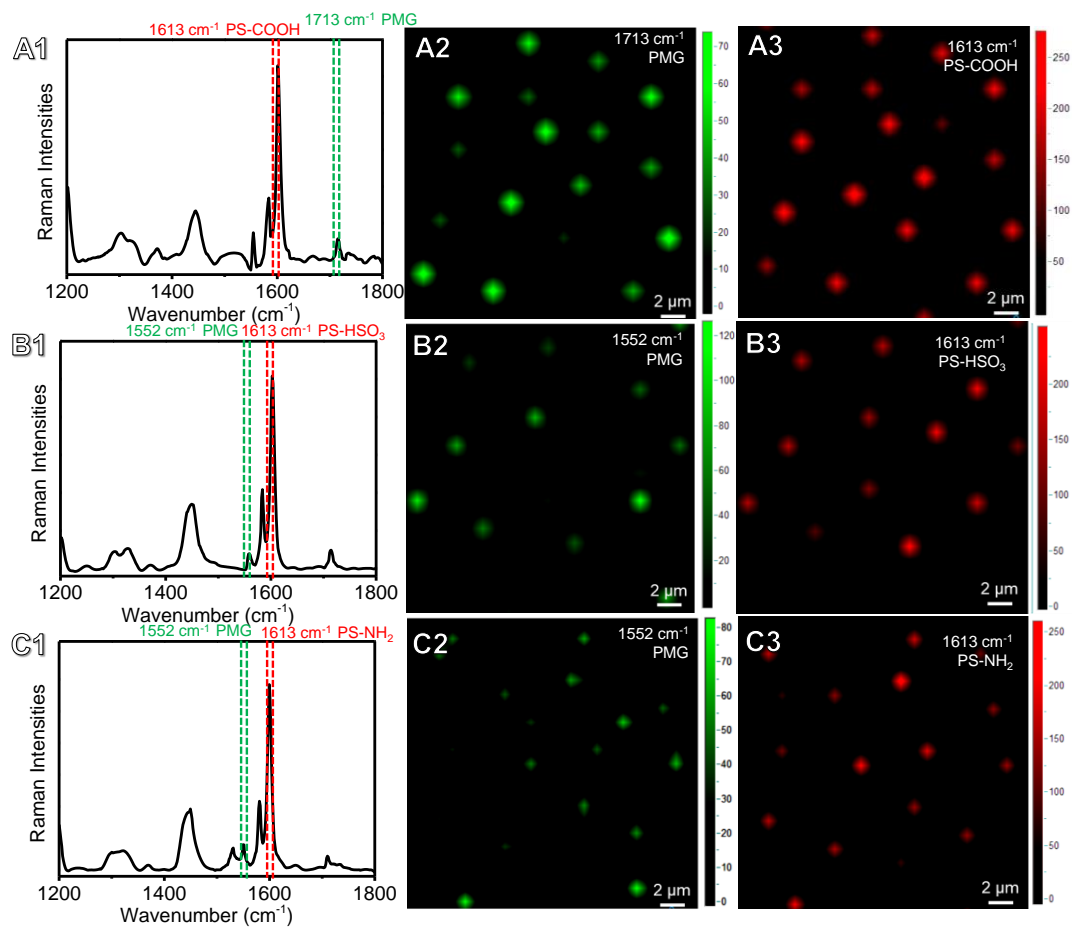 1613 cm⁻¹ PS-COOH
1713 cm⁻¹ PMG
A1
Raman Intensities
1200
1400
1600
1800
Wavenumber (cm⁻¹)
A2
1713 cm⁻¹
PMG
2 µm
70
60
50
40
30
20
10
0
A3
1613 cm⁻¹
PS-COOH
2 µm
250
200
150
100
50
1552 cm⁻¹ PMG
1613 cm⁻¹ PS-HSO₃
B1
Raman Intensities
1200
1400
1600
1800
Wavenumber (cm⁻¹)
B2
1552 cm⁻¹
PMG
2 µm
120
100
80
60
40
20
B3
1613 cm⁻¹
PS-HSO₃
2 µm
200
150
100
50
0
1552 cm⁻¹ PMG
1613 cm⁻¹ PS-NH₂
C1
Raman Intensities
1200
1400
1600
1800
Wavenumber (cm⁻¹)
C2
1552 cm⁻¹
PMG
2 µm
80
70
60
50
40
30
20
10
0
C3
1613 cm⁻¹
PS-NH₂
2 µm
250
200
150
100
50
0